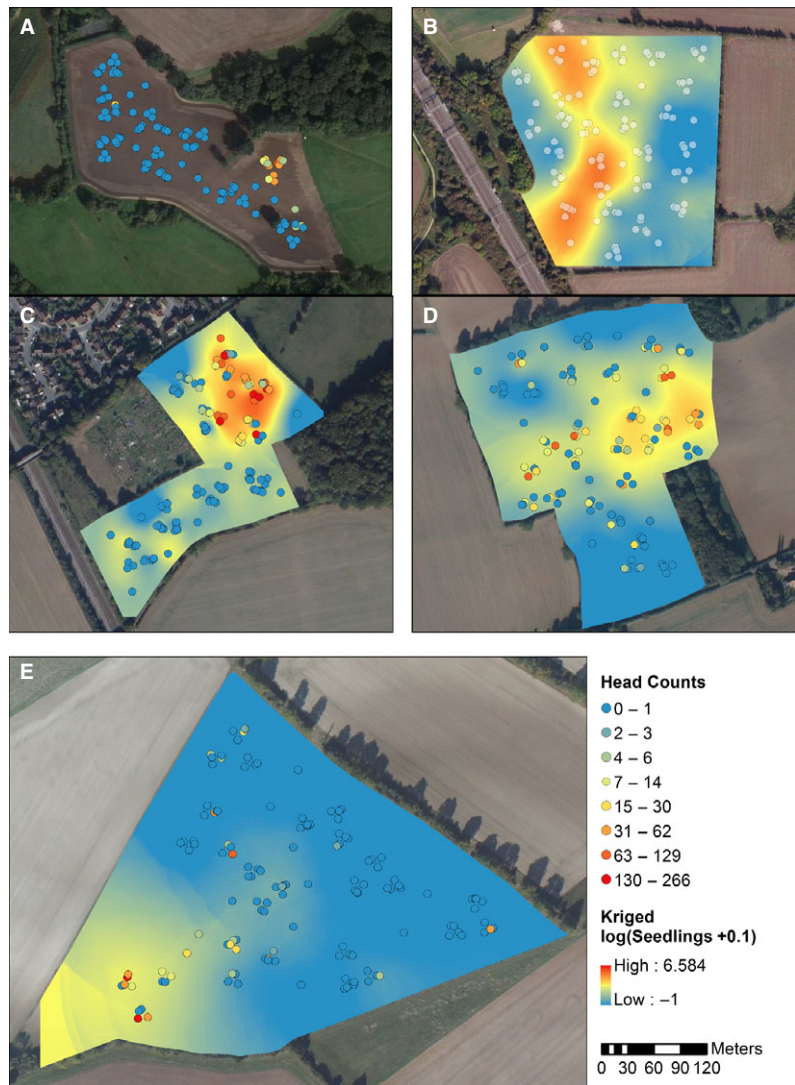 A
B
C
D
E
Head Counts
0 – 1
2 – 3
4 – 6
7 – 14
15 – 30
31 – 62
63 – 129
130 – 266
Kriged
log(Seedlings +0.1)
High : 6.584
Low : –1
Meters
0 30 60 90 120